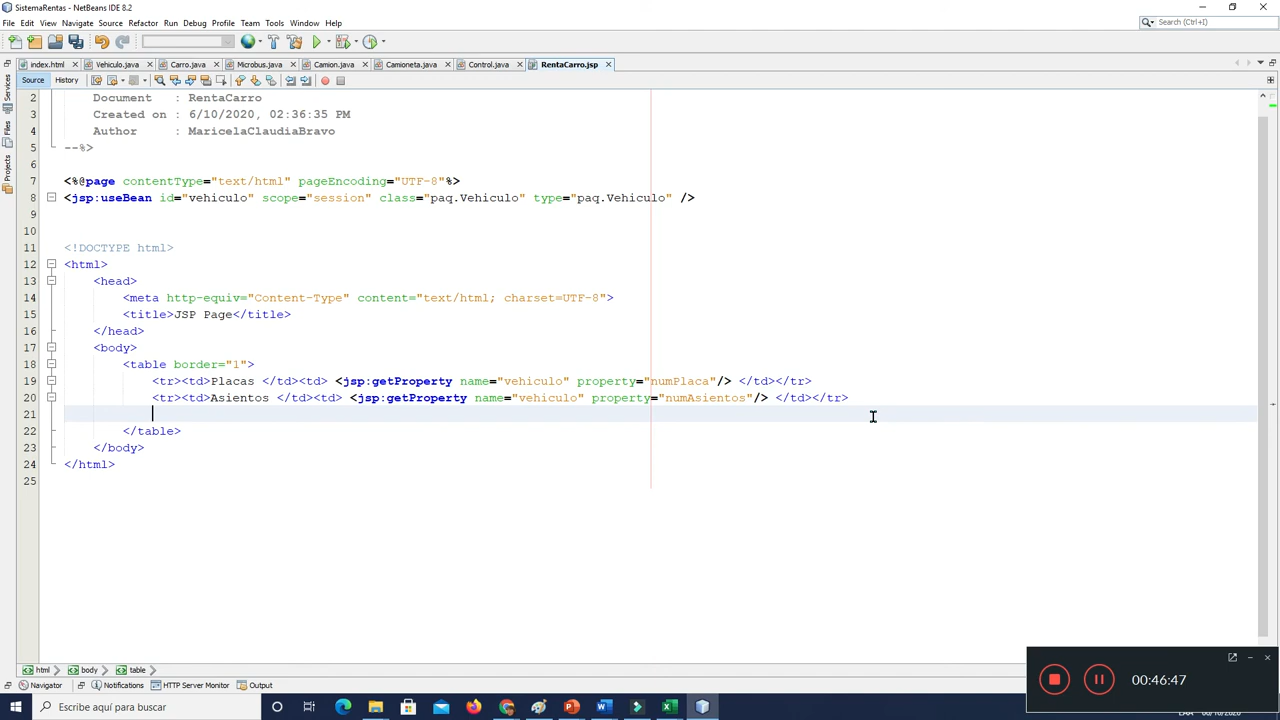 SistemaRentas - NetBeans IDE 8.2
File Edit View Navigate Source Refactor Run Debug Profile Team Tools Window Help
Search (Ctrl+I)
index.html Vehiculo.java Carro.java Microbus.java Camion.java Camioneta.java Control.java RentaCarro.jsp
Source History
Services
Files
Projects
2 Document : RentaCarro
3 Created on : 6/10/2020, 02:36:35 PM
4 Author : MaricelaClaudiaBravo
5 --%>
6
7 <%@page contentType="text/html" pageEncoding="UTF-8"%>
8 <jsp:useBean id="vehiculo" scope="session" class="paq.Vehiculo" type="paq.Vehiculo" />
9
10
11 <!DOCTYPE html>
12 <html>
13 <head>
14 <meta http-equiv="Content-Type" content="text/html; charset=UTF-8">
15 <title>JSP Page</title>
16 </head>
17 <body>
18 <table border="1">
19 <tr><td>Placas </td><td> <jsp:getProperty name="vehiculo" property="numPlaca"/> </td></tr>
20 <tr><td>Asientos </td><td> <jsp:getProperty name="vehiculo" property="numAsientos"/> </td></tr>
21
22 </table>
23 </body>
24 </html>
25
html body table
Navigator Notifications HTTP Server Monitor Output
00:46:47
Escribe aquí para buscar